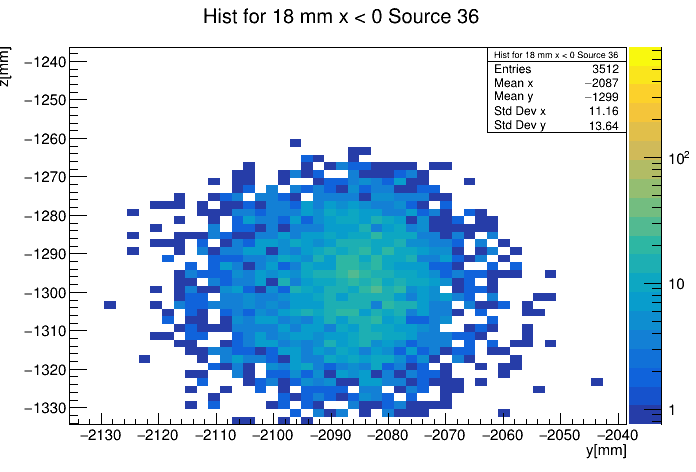 Hist for 18 mm x < 0 Source 36
z[mm]
Hist for 18 mm x < 0 Source 36
Entries 3512
Mean x −2087
Mean y −1299
Std Dev x 11.16
Std Dev y 13.64
−1240
−1250
−1260
−1270
−1280
−1290
−1300
−1310
−1320
−1330
10²
10
1
−2130 −2120 −2110 −2100 −2090 −2080 −2070 −2060 −2050 −2040
y[mm]